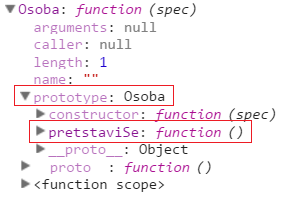 ▼Osoba: function (spec)
arguments: null
caller: null
length: 1
name: ""
▼prototype: Osoba
▶constructor: function (spec)
▶pretstaviSe: function ()
▶__proto__: Object
▶ proto : function ()
▶<function scope>